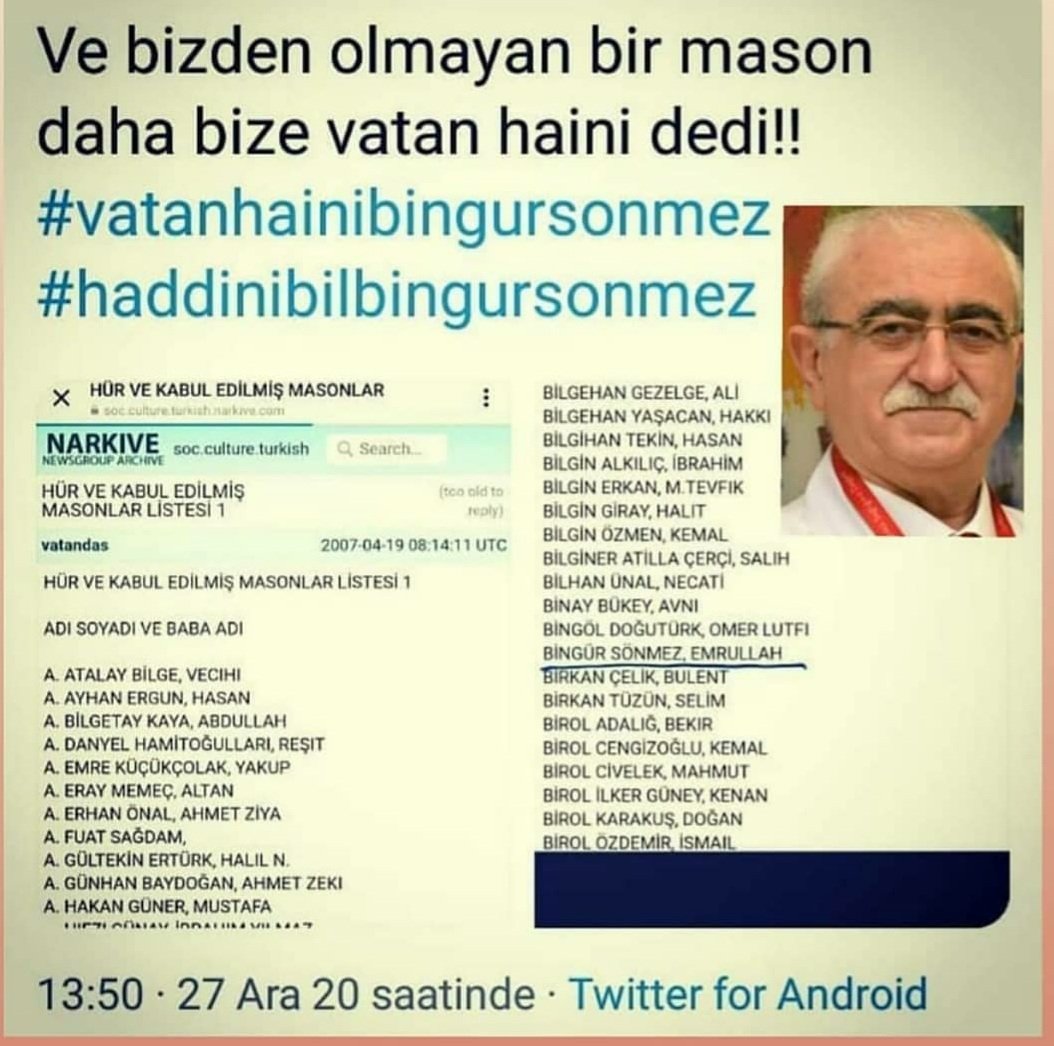 Ve bizden olmayan bir mason
daha bize vatan haini dedi!!
#vatanhainibingursonmez
#haddinibilbingursonmez
HÜR VE KABUL EDİLMİŞ MASONLAR
soc.culture.turkish.narkive.com
NARKIVE
NEWSGROUP ARCHIVE
soc.culture.turkish
Search...
HÜR VE KABUL EDİLMİŞ
MASONLAR LİSTESİ 1
(too old to
reply)
vatandas
2007-04-19 08:14:11 UTC
HÜR VE KABUL EDİLMİŞ MASONLAR LİSTESİ 1
ADI SOYADI VE BABA ADI
A. ATALAY BİLGE, VECIHI
A. AYHAN ERGUN, HASAN
A. BİLGETAY KAYA, ABDULLAH
A. DANYEL HAMİTOĞULLARI, REŞIT
A. EMRE KÜÇÜKÇOLAK, YAKUP
A. ERAY MEMEÇ, ALTAN
A. ERHAN ÖNAL, AHMET ZİYA
A. FUAT SAĞDAM,
A. GÜLTEKİN ERTÜRK, HALIL N.
A. GÜNHAN BAYDOĞAN, AHMET ZEKI
A. HAKAN GÜNER, MUSTAFA
BİLGEHAN GEZELGE, ALİ
BİLGEHAN YAŞACAN, HAKKI
BİLGİHAN TEKİN, HASAN
BİLGİN ALKILIÇ, İBRAHİM
BİLGİN ERKAN, M.TEVFIK
BİLGİN GİRAY, HALIT
BİLGİN ÖZMEN, KEMAL
BİLGİNER ATİLLA ÇERÇİ, SALIH
BİLHAN ÜNAL, NECATİ
BİNAY BÜKEY, AVNI
BİNGÖL DOĞUTÜRK, OMER LUTFI
BİNGÜR SÖNMEZ, EMRULLAH
BİRKAN ÇELİK, BULENT
BİRKAN TÜZÜN, SELİM
BİROL ADALIĞ, BEKIR
BİROL CENGİZOĞLU, KEMAL
BİROL CİVELEK, MAHMUT
BİROL İLKER GÜNEY, KENAN
BİROL KARAKUŞ, DOĞAN
BİROL ÖZDEMİR, İSMAIL
13:50 · 27 Ara 20 saatinde · Twitter for Android